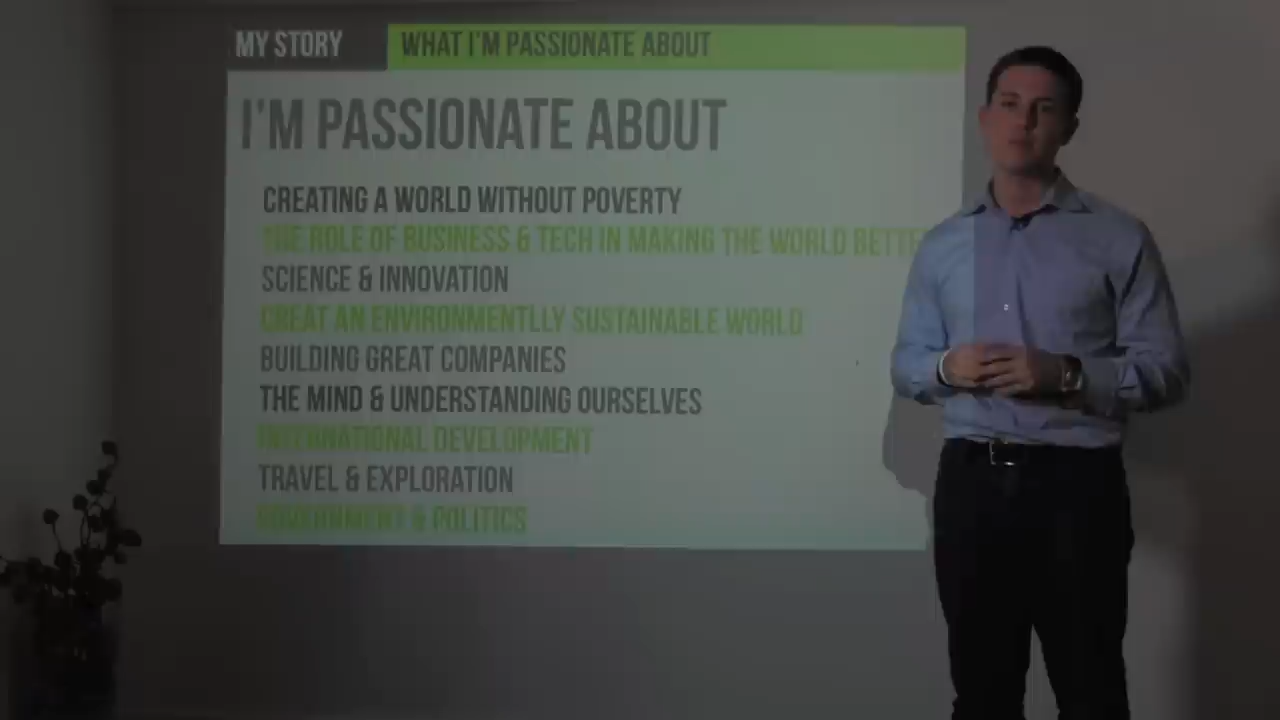 MY STORY WHAT I'M PASSIONATE ABOUT
I'M PASSIONATE ABOUT
CREATING A WORLD WITHOUT POVERTY
THE ROLE OF BUSINESS & TECH IN MAKING THE WORLD BETTE
SCIENCE & INNOVATION
CREAT AN ENVIRONMENTLLY SUSTAINABLE WORLD
BUILDING GREAT COMPANIES
THE MIND & UNDERSTANDING OURSELVES
INTERNATIONAL DEVELOPMENT
TRAVEL & EXPLORATION
GOVERNMENT & POLITICS